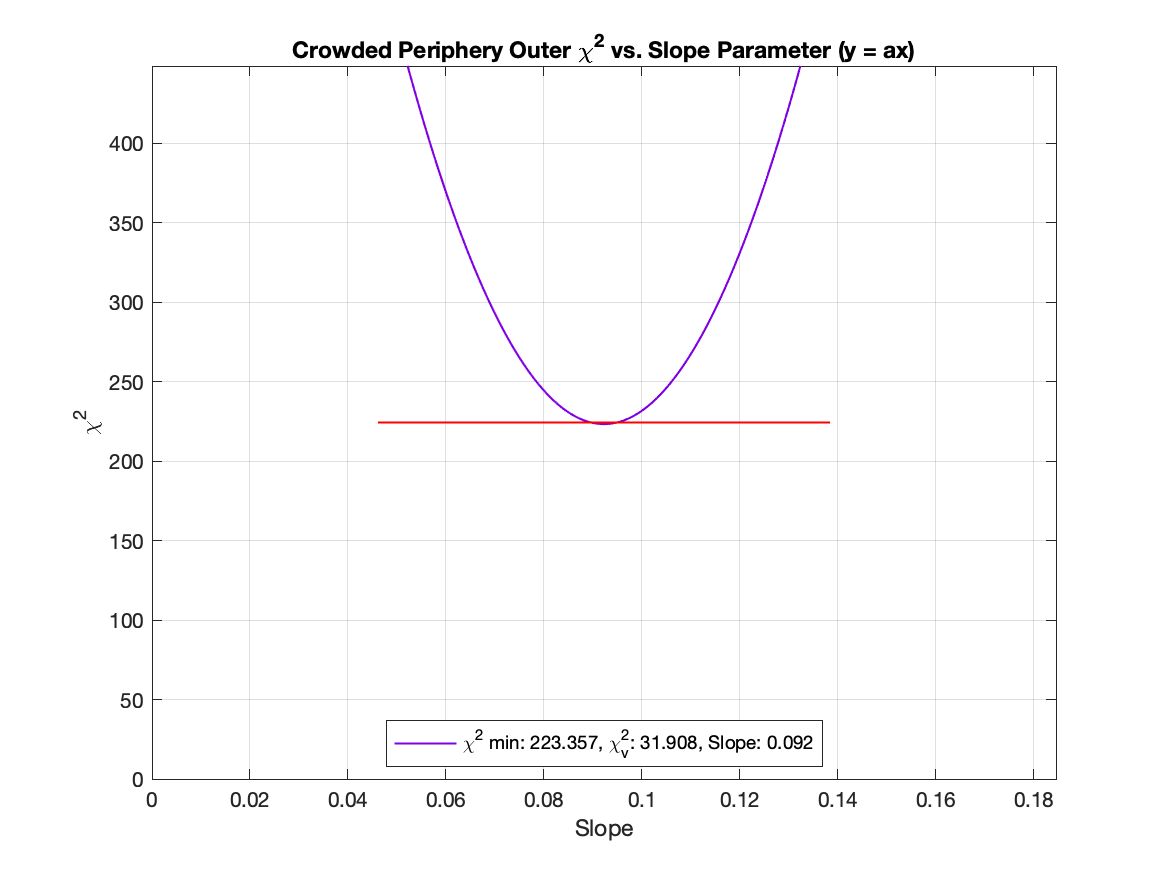 Crowded Periphery Outer χ² vs. Slope Parameter (y = ax)
400
350
300
250
200
150
100
50
0
χ²
χ² min: 223.357, χ²ᵥ: 31.908, Slope: 0.092
0 0.02 0.04 0.06 0.08 0.1 0.12 0.14 0.16 0.18
Slope